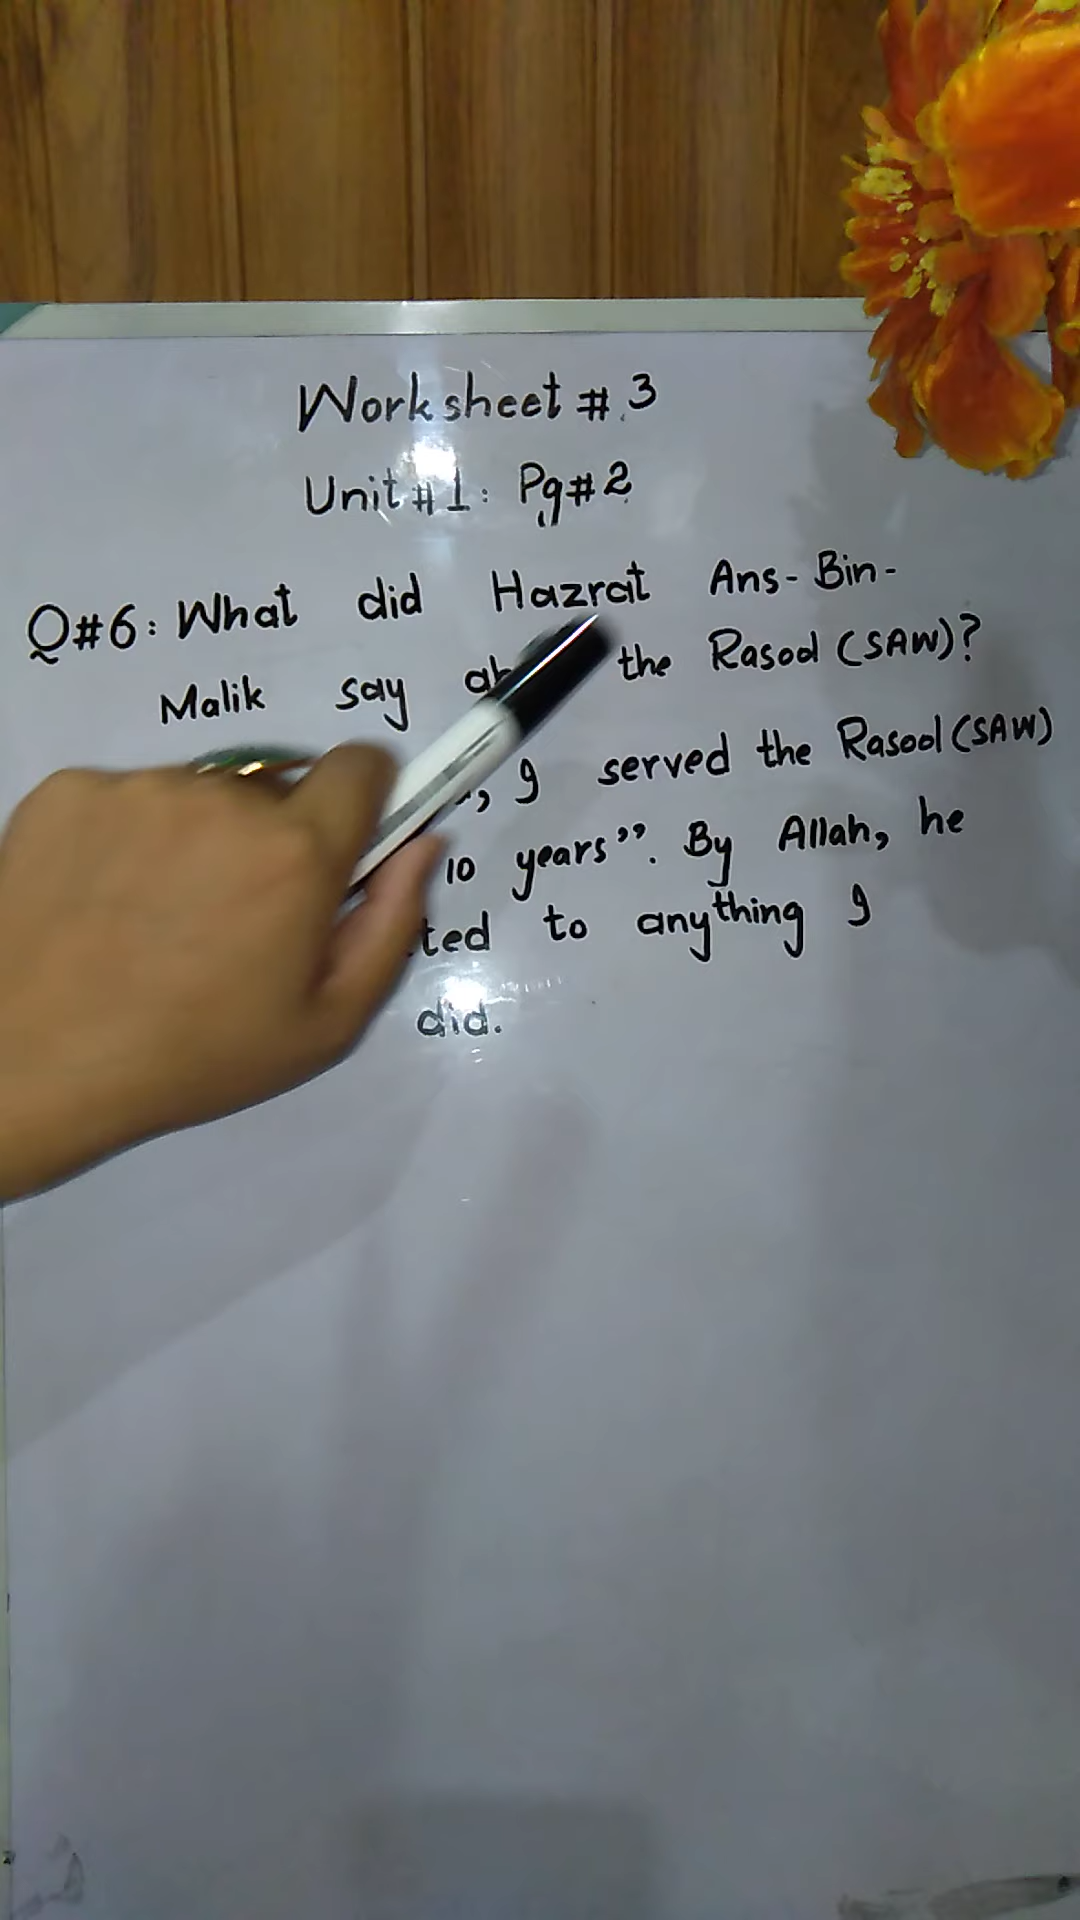 Worksheet # 3
Unit #1: Pg#2
Q#6: What did Hazrat Ans-Bin-
Malik say the Rasool (SAW)?
, I served the Rasool (SAW)
10 years”. By Allah, he
to anything I
did.